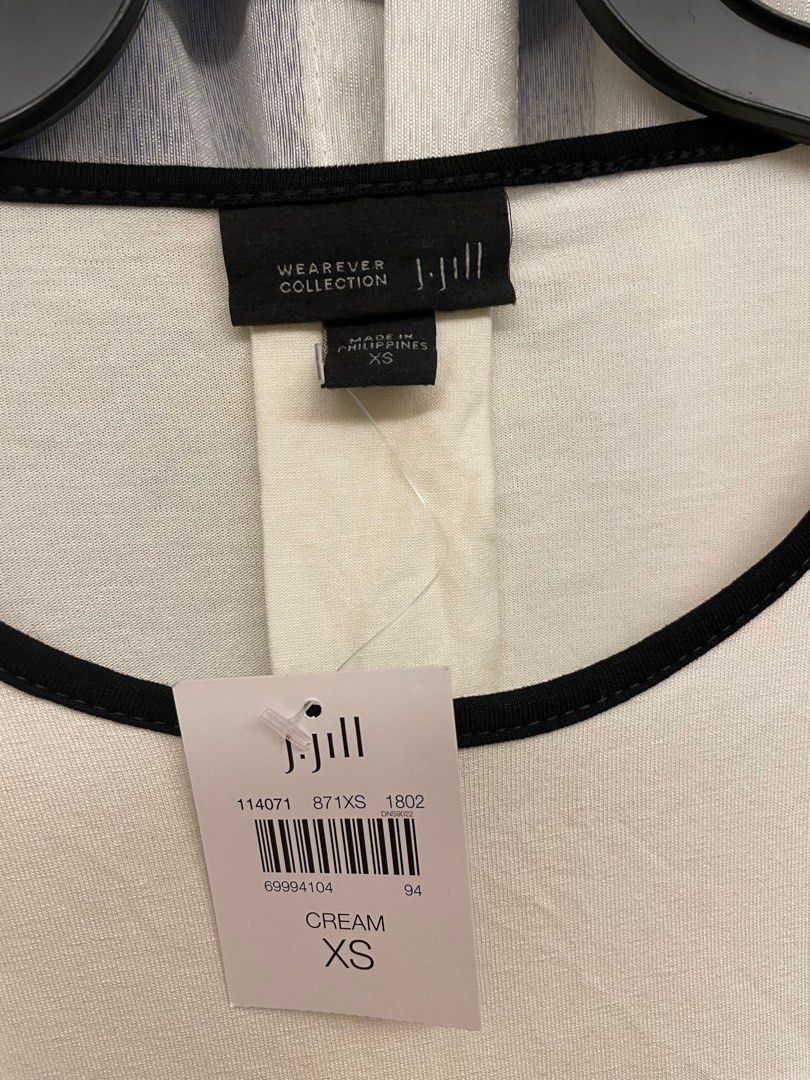 WEAREVER
COLLECTION
J.Jill
MADE IN
PHILIPPINES
XS
J.Jill
114071 871XS 1802
DNS9022
69994104 94
CREAM
XS